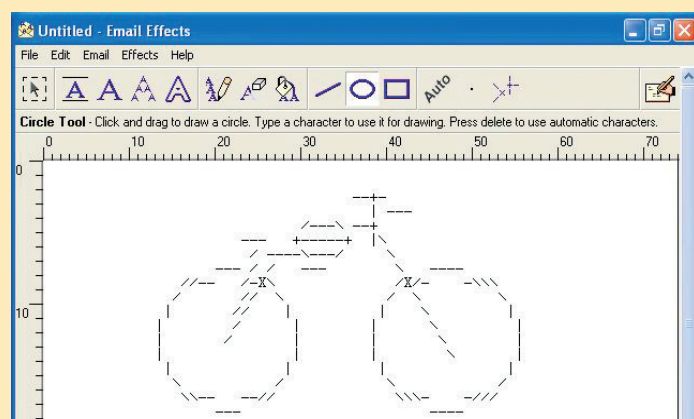 Untitled - Email Effects
File Edit Email Effects Help
Auto
Circle Tool - Click and drag to draw a circle. Type a character to use it for drawing. Press delete to use automatic characters.
0 10 20 30 40 50 60 70
0
10
X X